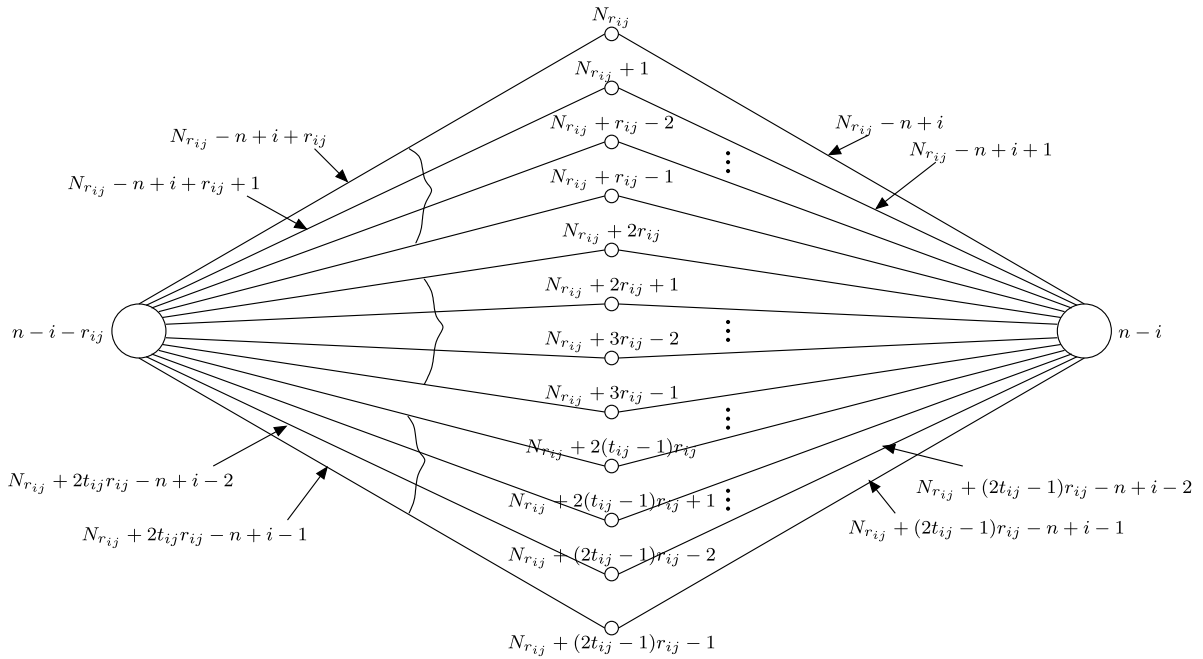 N_{r_{ij}}
N_{r_{ij}} + 1
N_{r_{ij}} + r_{ij} − 2
N_{r_{ij}} − n + i
N_{r_{ij}} − n + i + r_{ij}
N_{r_{ij}} − n + i + 1
N_{r_{ij}} + r_{ij} − 1
N_{r_{ij}} − n + i + r_{ij} + 1
N_{r_{ij}} + 2r_{ij}
N_{r_{ij}} + 2r_{ij} + 1
n − i − r_{ij}
n − i
N_{r_{ij}} + 3r_{ij} − 2
N_{r_{ij}} + 3r_{ij} − 1
N_{r_{ij}} + 2(t_{ij} − 1)r_{ij}
N_{r_{ij}} + 2t_{ij}r_{ij} − n + i − 2
N_{r_{ij}} + (2t_{ij} − 1)r_{ij} − n + i − 2
N_{r_{ij}} + 2(t_{ij} − 1)r_{ij} + 1
N_{r_{ij}} + (2t_{ij} − 1)r_{ij} − n + i − 1
N_{r_{ij}} + 2t_{ij}r_{ij} − n + i − 1
N_{r_{ij}} + (2t_{ij} − 1)r_{ij} − 2
N_{r_{ij}} + (2t_{ij} − 1)r_{ij} − 1